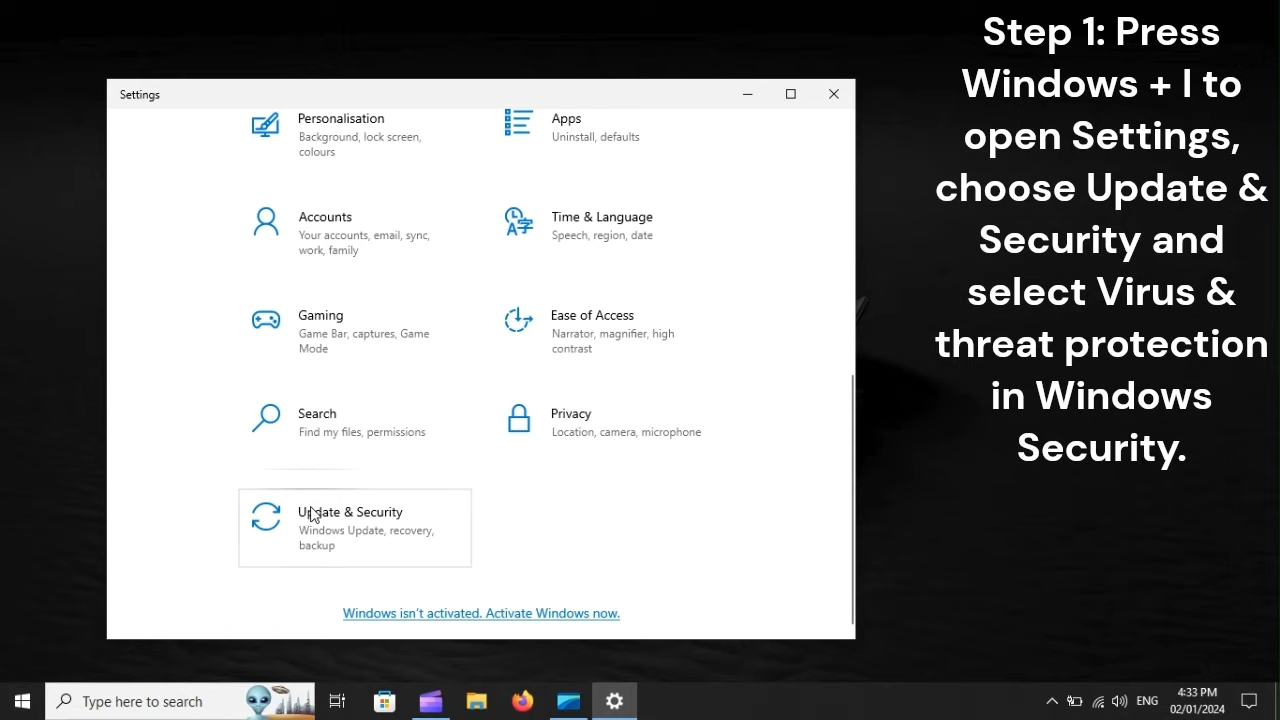 Step 1: Press
Windows + I to
open Settings,
choose Update &
Security and
select Virus &
threat protection
in Windows
Security.
Settings
Personalisation
Background, lock screen,
colours
Apps
Uninstall, defaults
Accounts
Your accounts, email, sync,
work, family
Time & Language
Speech, region, date
Gaming
Game Bar, captures, Game
Mode
Ease of Access
Narrator, magnifier, high
contrast
Search
Find my files, permissions
Privacy
Location, camera, microphone
Update & Security
Windows Update, recovery,
backup
Windows isn't activated. Activate Windows now.
Type here to search
ENG
4:33 PM
02/01/2024